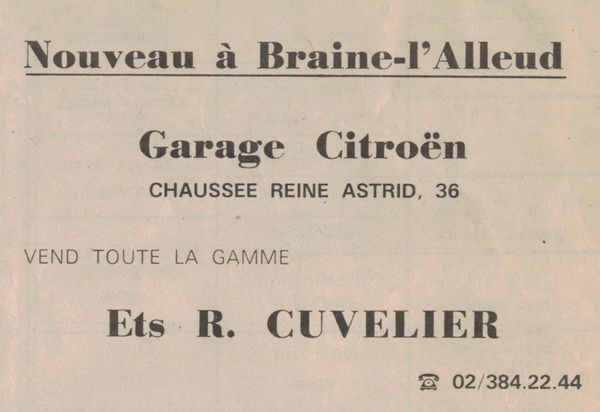 Nouveau à Braine-l'Alleud
Garage Citroën
CHAUSSEE REINE ASTRID, 36
VEND TOUTE LA GAMME
Ets R. CUVELIER
☎ 02/384.22.44